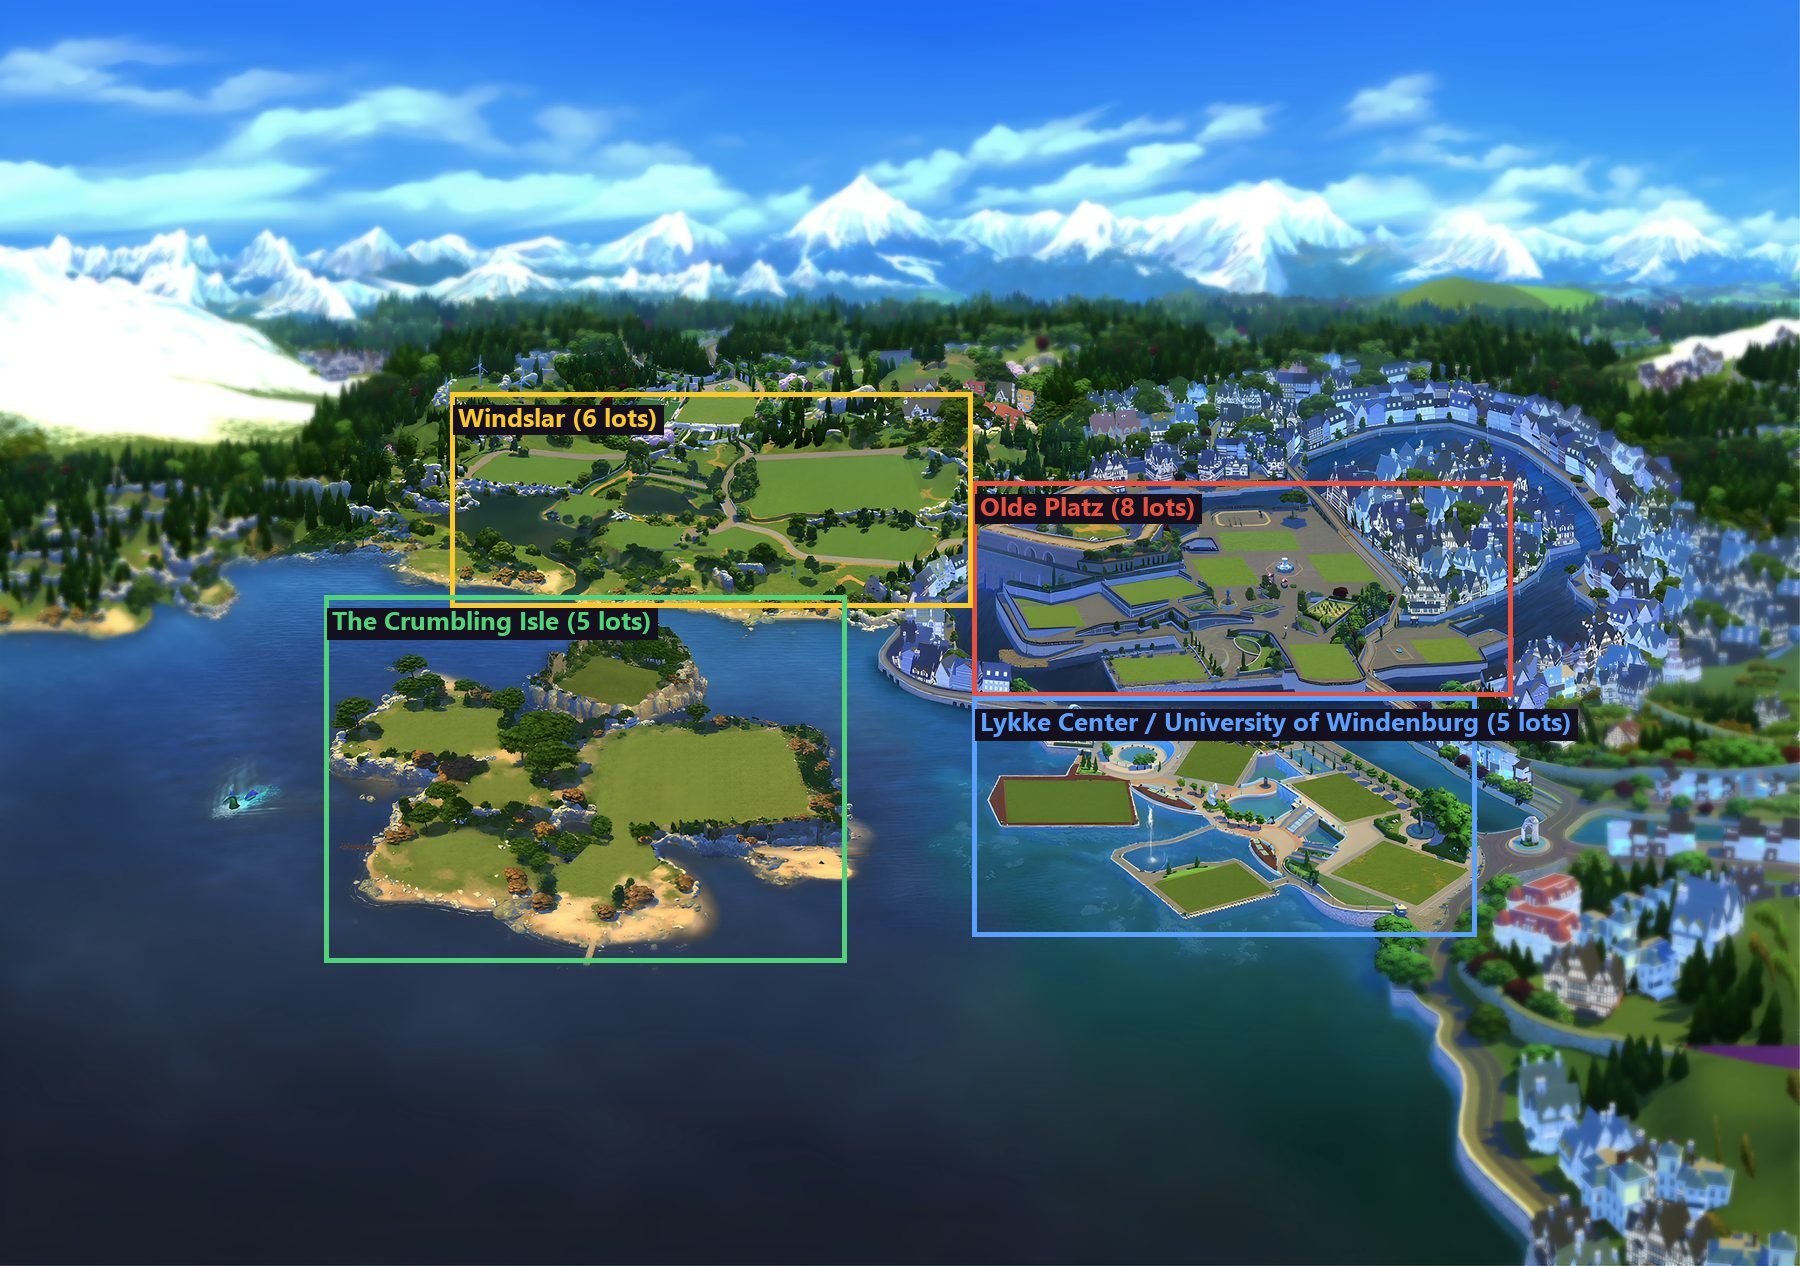 Windslar (6 lots)
Olde Platz (8 lots)
The Crumbling Isle (5 lots)
Lykke Center / University of Windenburg (5 lots)